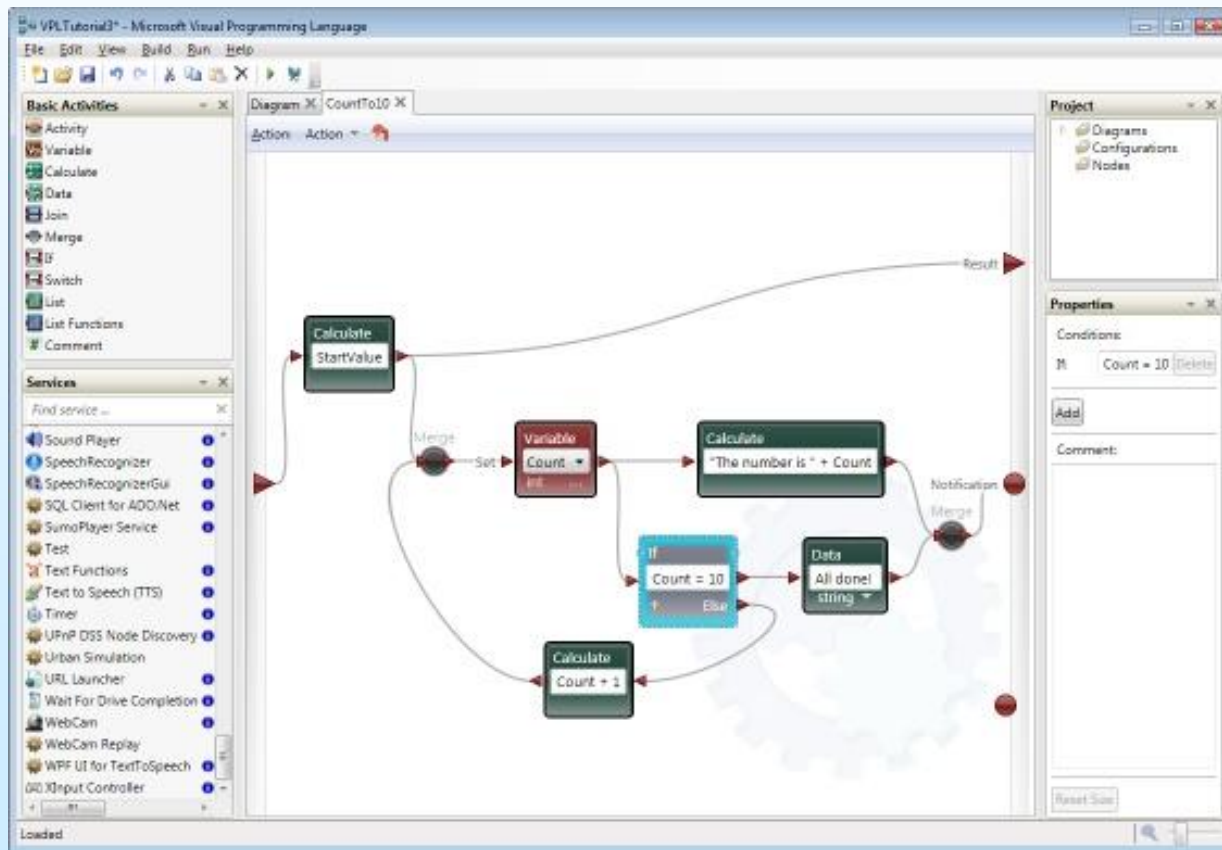 VPLTutorial3* - Microsoft Visual Programming Language
File Edit View Build Run Help
Basic Activities
Activity
Variable
Calculate
Data
Join
Merge
If
Switch
List
List Functions
# Comment
Services
Find service ...
Sound Player
SpeechRecognizer
SpeechRecognizerGui
SQL Client for ADO.Net
SumoPlayer Service
Test
Text Functions
Text to Speech (TTS)
Timer
UPnP DSS Node Discovery
Urban Simulation
URL Launcher
Wait For Drive Completion
WebCam
WebCam Replay
WPF UI for TextToSpeech
XInput Controller
Diagram CountTo10
Action: Action
Result
Calculate
StartValue
Merge
Set
Variable
Count
int ...
Calculate
"The number is " + Count
Notification
Merge
If
Count = 10
Else
Data
All done!
string
Calculate
Count + 1
Project
Diagrams
Configurations
Nodes
Properties
Conditions:
Count = 10 Delete
Add
Comment:
Reset Size
Loaded